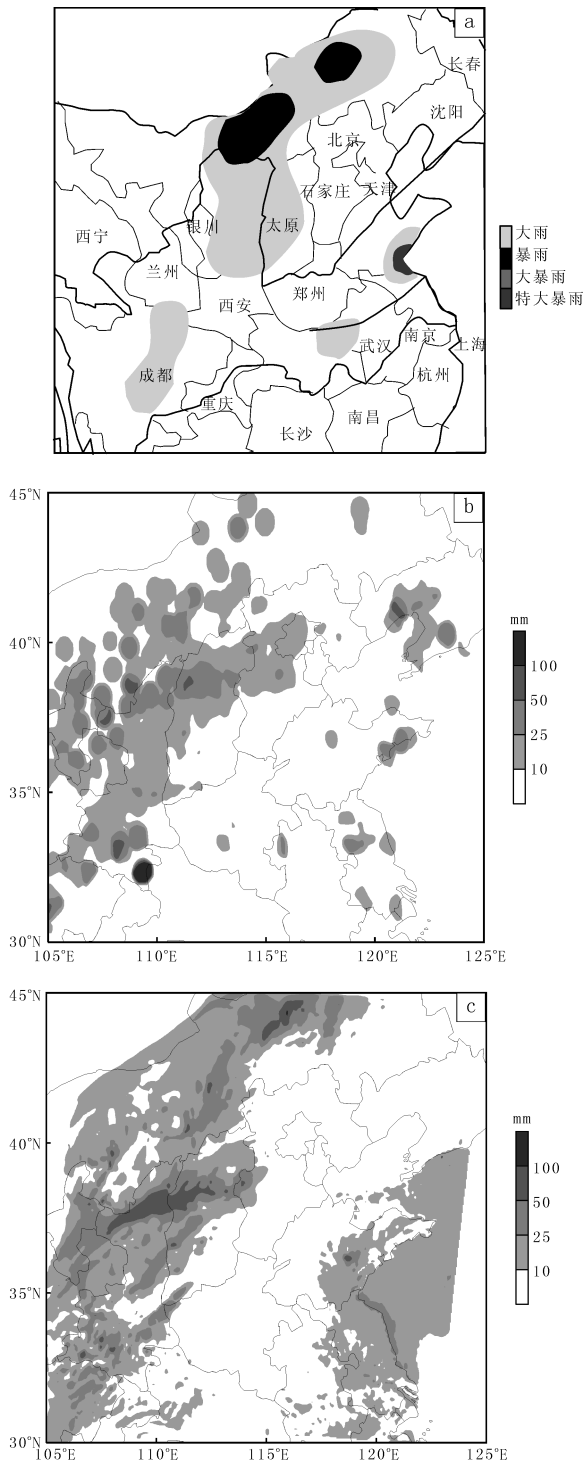 a
长春
沈阳
北京
石家庄
天津
银川
太原
西宁
兰州
西安
郑州
成都
重庆
武汉
南京
上海
杭州
长沙
南昌
大雨
暴雨
大暴雨
特大暴雨
b
45°N
40°N
35°N
30°N
105°E
110°E
115°E
120°E
125°E
mm
100
50
25
10
c
45°N
40°N
35°N
30°N
105°E
110°E
115°E
120°E
125°E
mm
100
50
25
10